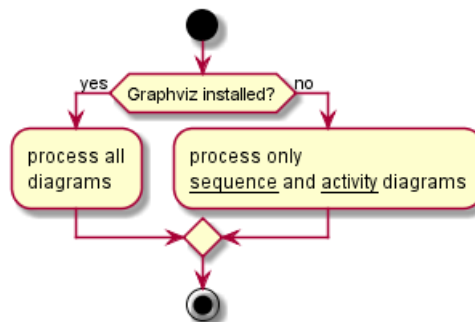 yes
Graphviz installed?
no
process all
diagrams
process only
sequence and activity diagrams